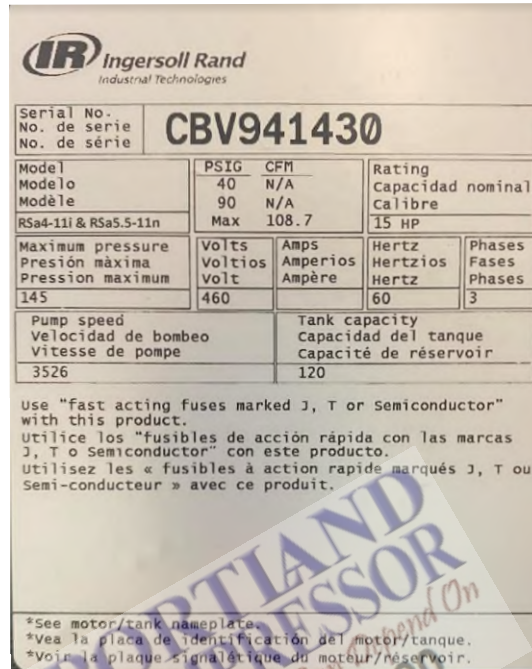 IR Ingersoll Rand
Industrial Technologies
Serial No.
No. de serie
No. de série
CBV941430
Model
Modelo
Modèle
RSa4-11i & RSa5.5-11n
PSIG CFM
40 N/A
90 N/A
Max 108.7
Rating
Capacidad nominal
Calibre
15 HP
Maximum pressure
Presión màxima
Pression maximum
145
Volts
Voltios
Volt
460
Amps
Amperios
Ampère
Hertz
Hertzios
Hertz
60
Phases
Fases
Phases
3
Pump speed
Velocidad de bombeo
Vitesse de pompe
3526
Tank capacity
Capacidad del tanque
Capacité de réservoir
120
Use "fast acting fuses marked J, T or Semiconductor"
with this product.
Utilice los "fusibles de acción rápida con las marcas
J, T o Semiconductor" con este producto.
Utilisez les « fusibles à action rapide marqués J, T ou
Semi-conducteur » avec ce produit.
*See motor/tank nameplate.
*Vea la placa de identificación del motor/tanque.
*Voir la plaque signalétique du moteur/réservoir.